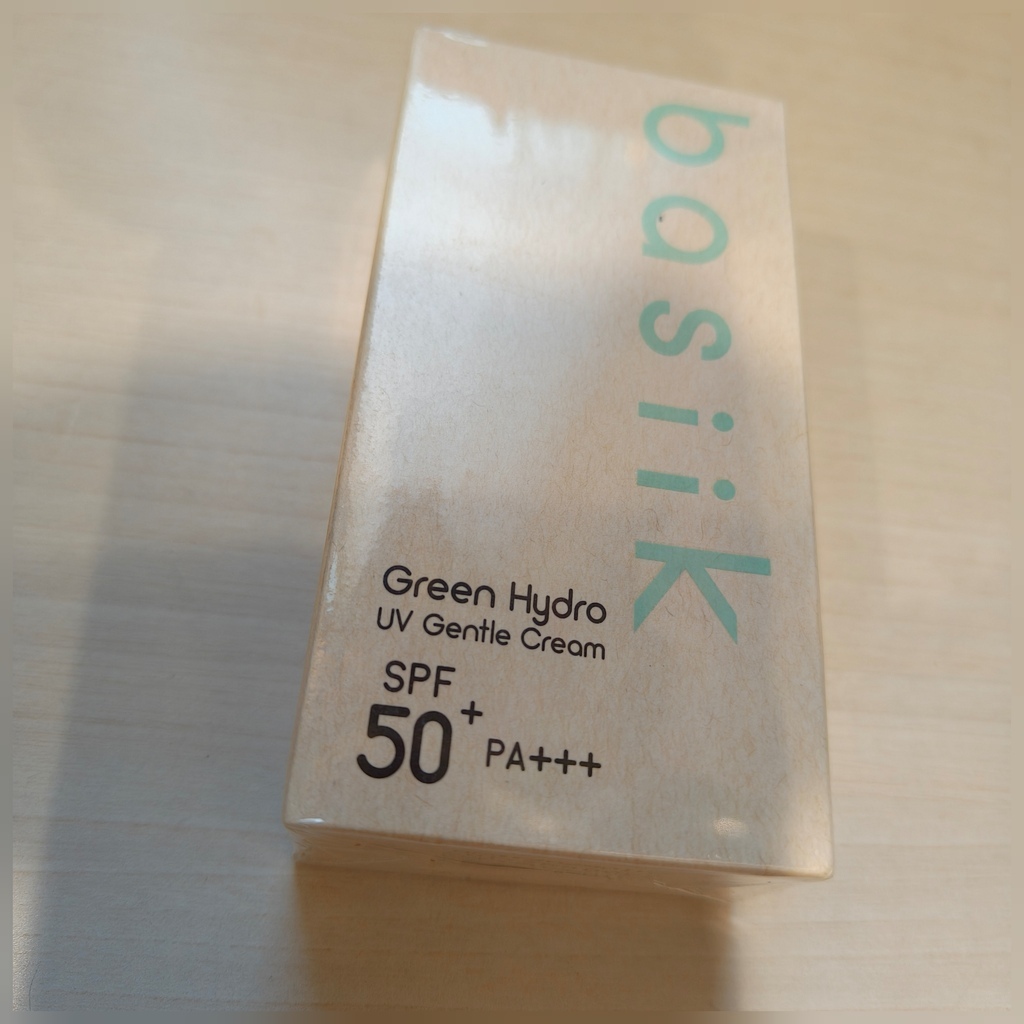 basiik
Green Hydro
UV Gentle Cream
SPF
50+ PA+++